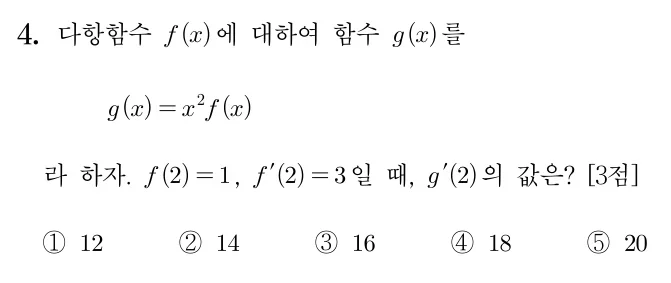 4. 다항함수 f(x)에 대하여 함수 g(x)를
g(x)=x²f(x)
라 하자. f(2)=1, f′(2)=3일 때, g′(2)의 값은? [3점]
① 12 ② 14 ③ 16 ④ 18 ⑤ 20